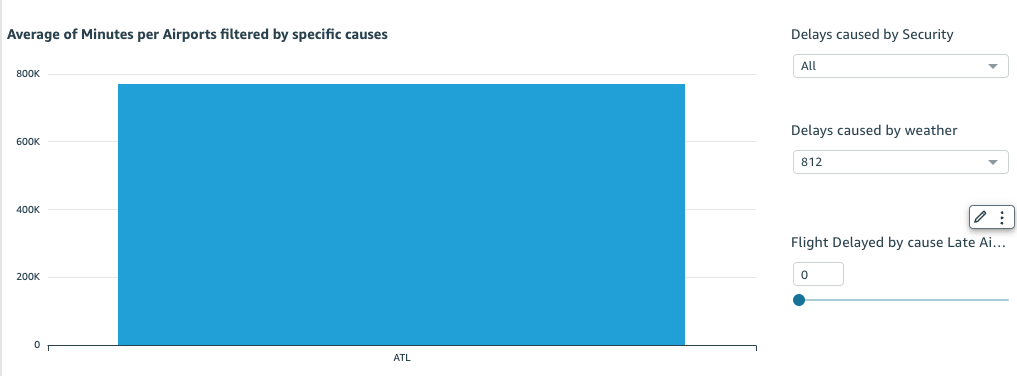 Average of Minutes per Airports filtered by specific causes
800K
600K
400K
200K
0
ATL
Delays caused by Security
All
Delays caused by weather
812
Flight Delayed by cause Late Ai...
0